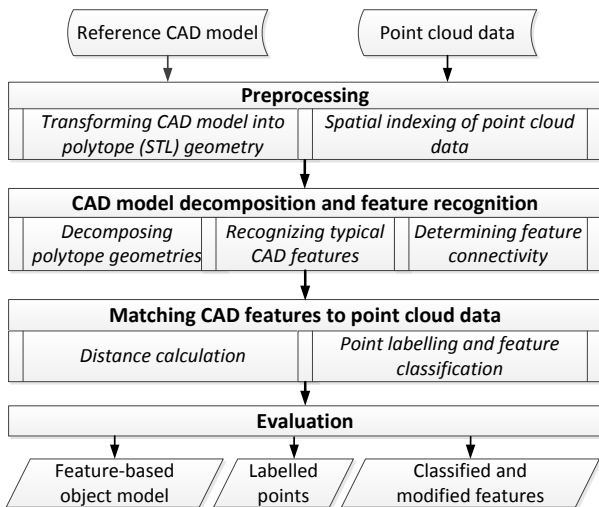 Reference CAD model
Point cloud data
Preprocessing
Transforming CAD model into
polytope (STL) geometry
Spatial indexing of point cloud
data
CAD model decomposition and feature recognition
Decomposing
polytope geometries
Recognizing typical
CAD features
Determining feature
connectivity
Matching CAD features to point cloud data
Distance calculation
Point labelling and feature
classification
Evaluation
Feature-based
object model
Labelled
points
Classified and
modified features